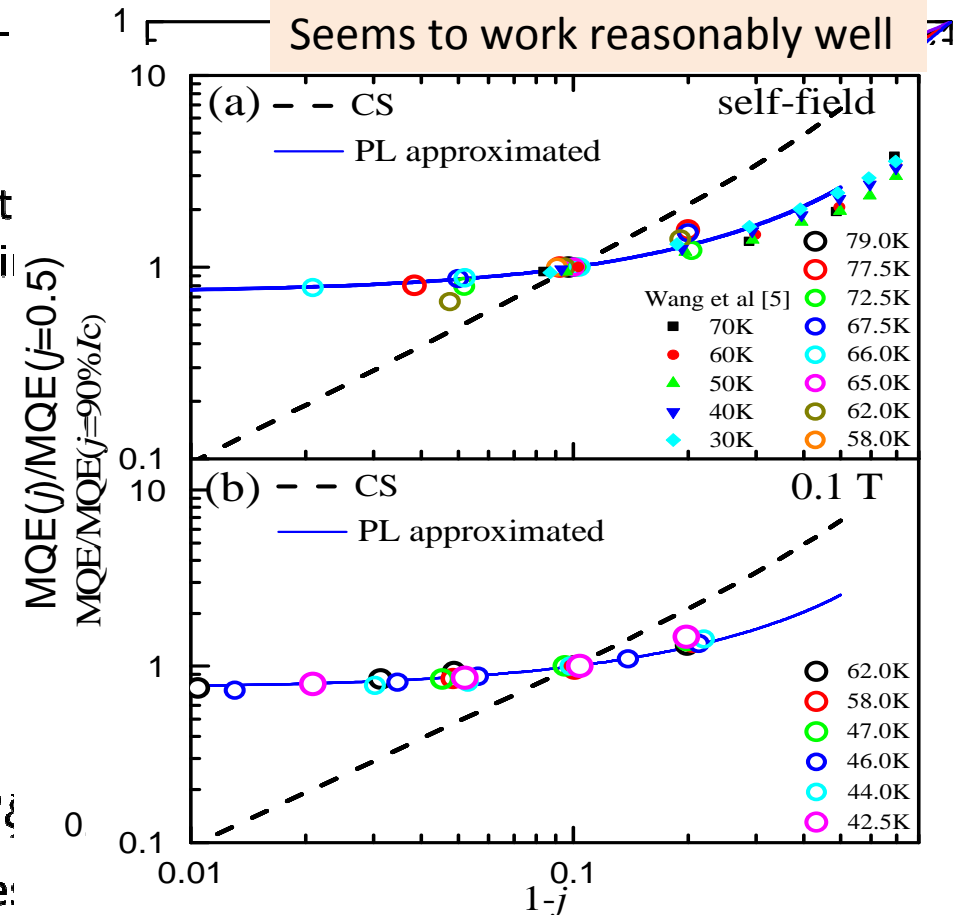 1
Seems to work reasonably well
10
(a) CS self-field
PL approximated
1
Wang et al [5]
70K
60K
50K
40K
30K
79.0K
77.5K
72.5K
67.5K
66.0K
65.0K
62.0K
58.0K
0.1
MQE(j)/MQE(j=0.5)
MQE/MQE(j=90%Ic)
10
(b) CS 0.1 T
PL approximated
1
62.0K
58.0K
47.0K
46.0K
44.0K
42.5K
0.1
0.01 0.1
1-j